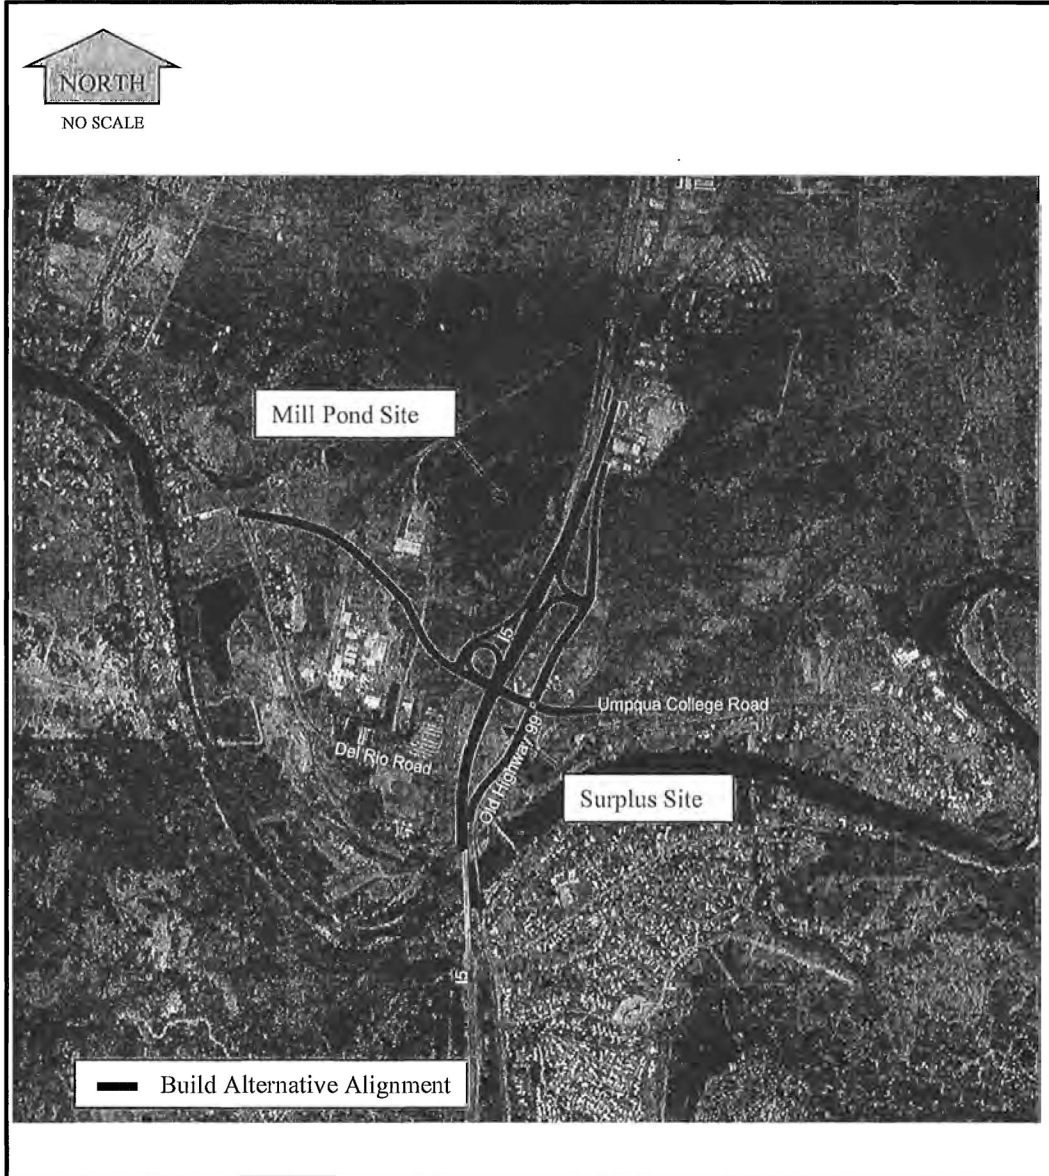 NORTH
NO SCALE
Mill Pond Site
I5
Umpqua College Road
Old Highway 99
Del Rio Road
Surplus Site
I5
Build Alternative Alignment